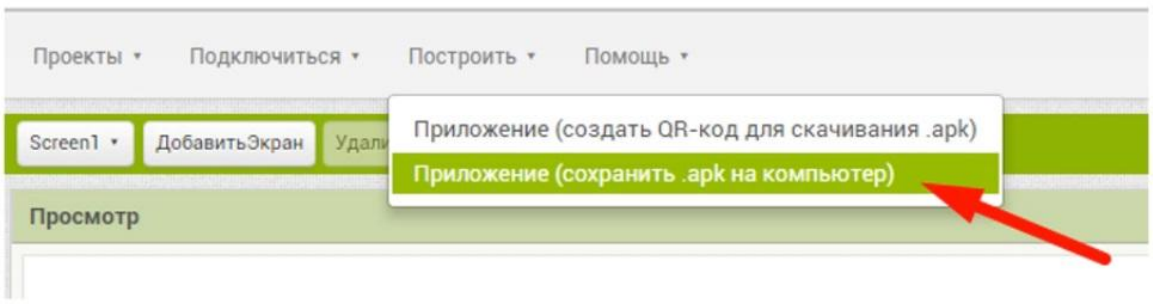 Проекты Подключиться Построить Помощь
Приложение (создать QR-код для скачивания .apk)
Screen1 ДобавитьЭкран Удали
Приложение (сохранить .apk на компьютер)
Просмотр